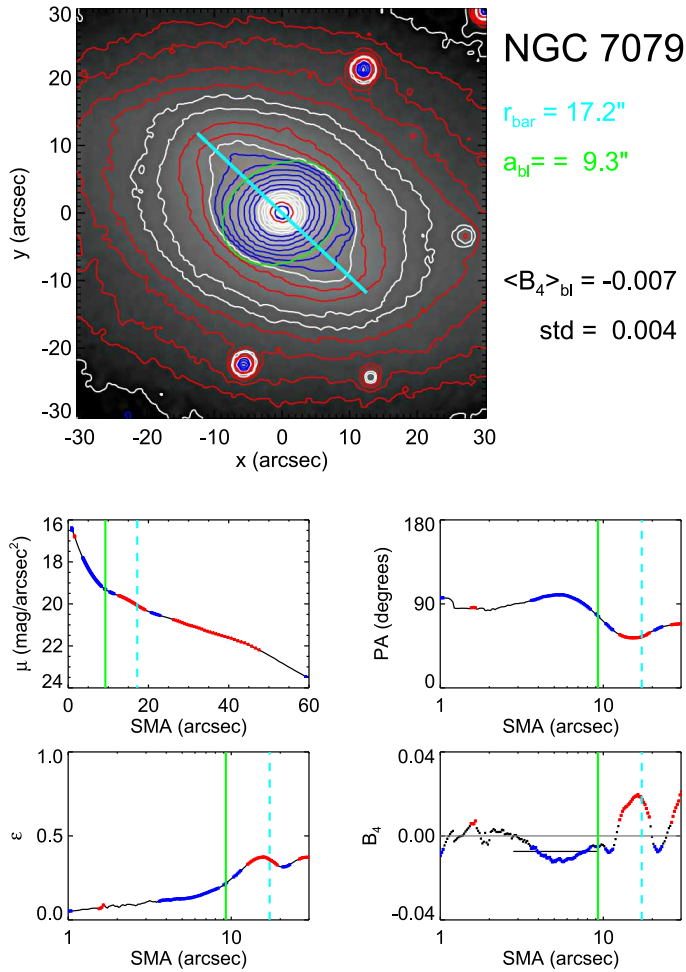 NGC 7079
r_bar = 17.2"
a_bl= = 9.3"
<B_4>_bl = -0.007
std = 0.004
30
20
10
0
-10
-20
-30
y (arcsec)
-30 -20 -10 0 10 20 30
x (arcsec)
16
18
20
22
24
μ (mag/arcsec²)
0 20 40 60
SMA (arcsec)
180
90
0
PA (degrees)
1 10
SMA (arcsec)
1.0
0.5
0.0
ε
1 10
SMA (arcsec)
0.04
0.00
-0.04
B_4
1 10
SMA (arcsec)